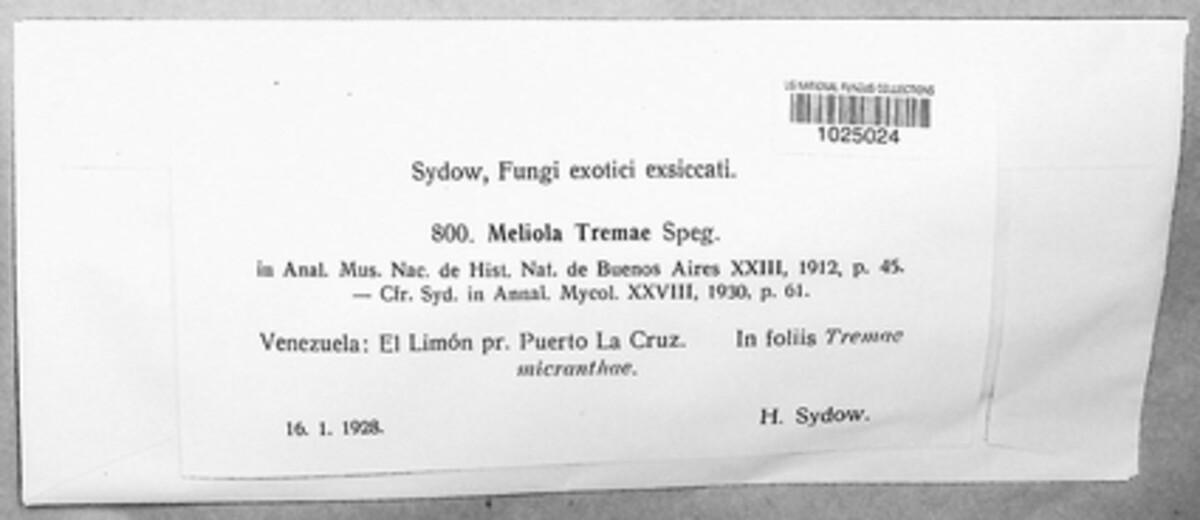 US NATIONAL FUNGUS COLLECTIONS
1025024
Sydow, Fungi exotici exsiccati.
800. Meliola Tremae Speg.
in Anal. Mus. Nac. de Hist. Nat. de Buenos Aires XXIII, 1912, p. 45.
— Cfr. Syd. in Annal. Mycol. XXVIII, 1930, p. 61.
Venezuela: El Limón pr. Puerto La Cruz. In foliis Tremae
micranthae.
16. 1. 1928. H. Sydow.